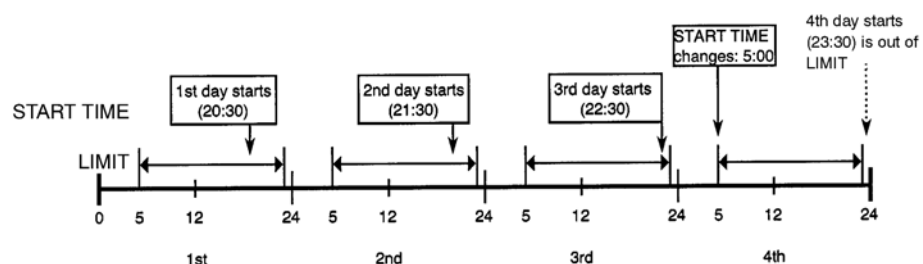 4th day starts
START TIME
(23:30) is out of
changes: 5:00
LIMIT
1st day starts
(20:30)
2nd day starts
(21:30)
3rd day starts
(22:30)
START TIME
LIMIT
0 5 12 24 5 12 24 5 12 24 5 12 24
1st 2nd 3rd 4th